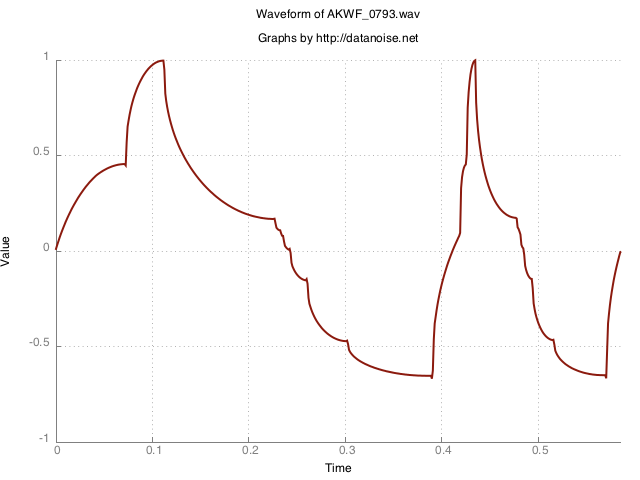 Waveform of AKWF_0793.wav
Graphs by http://datanoise.net
1
0.5
0
-0.5
-1
Value
0 0.1 0.2 0.3 0.4 0.5
Time